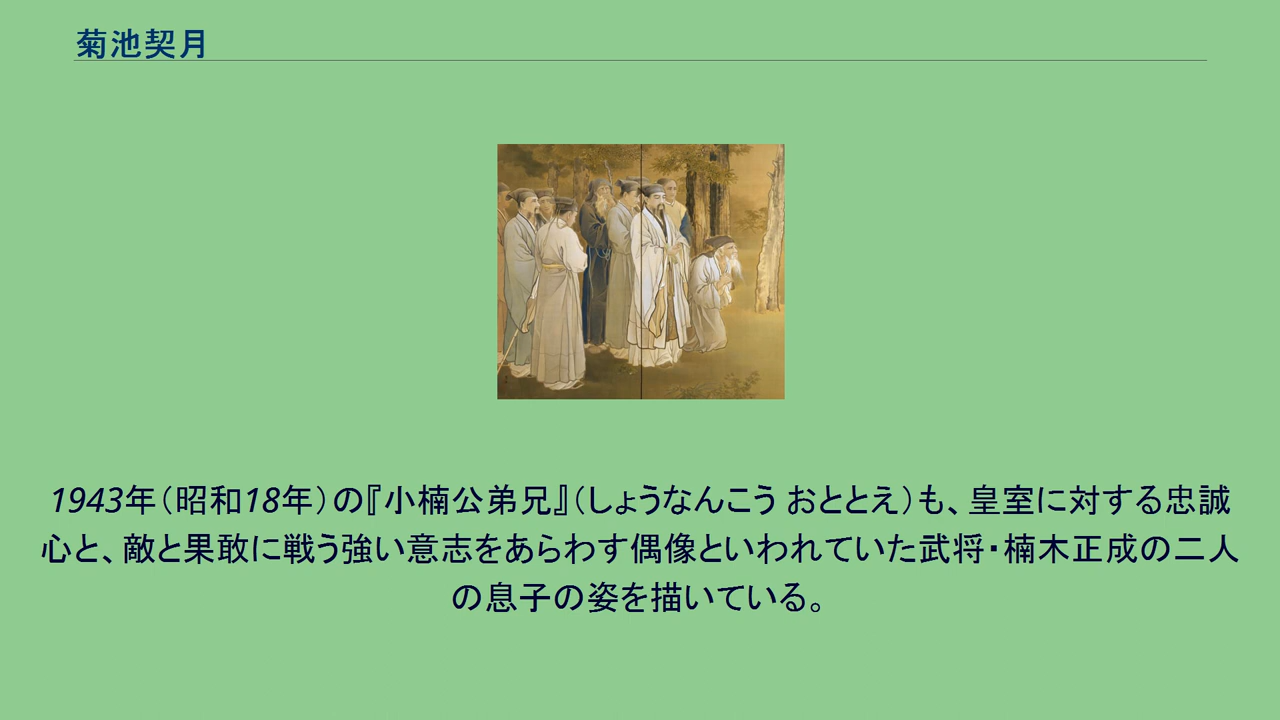 菊池契月
1943年（昭和18年）の『小楠公弟兄』（しょうなんこう おととえ）も、皇室に対する忠誠
心と、敵と果敢に戦う強い意志をあらわす偶像といわれていた武将・楠木正成の二人
の息子の姿を描いている。